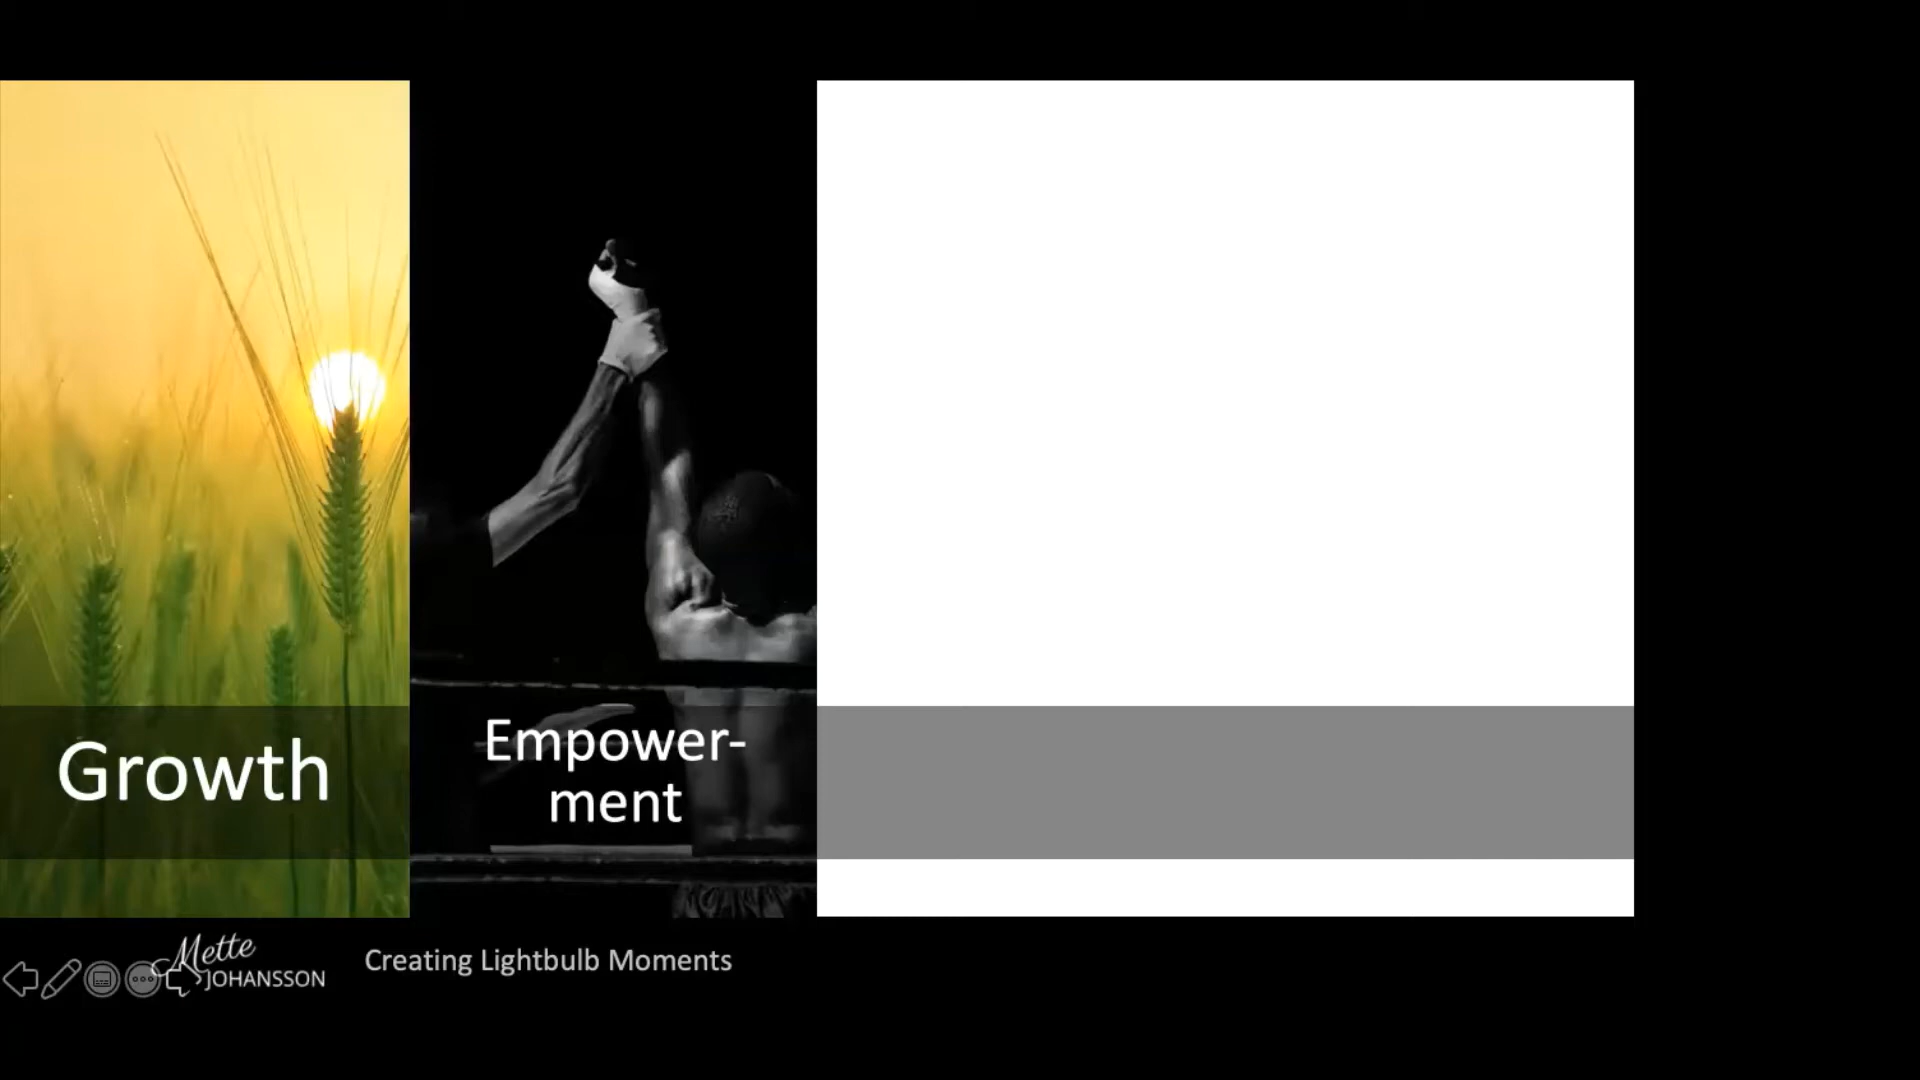 Growth
Empower-
ment
Mette
JOHANSSON
Creating Lightbulb Moments